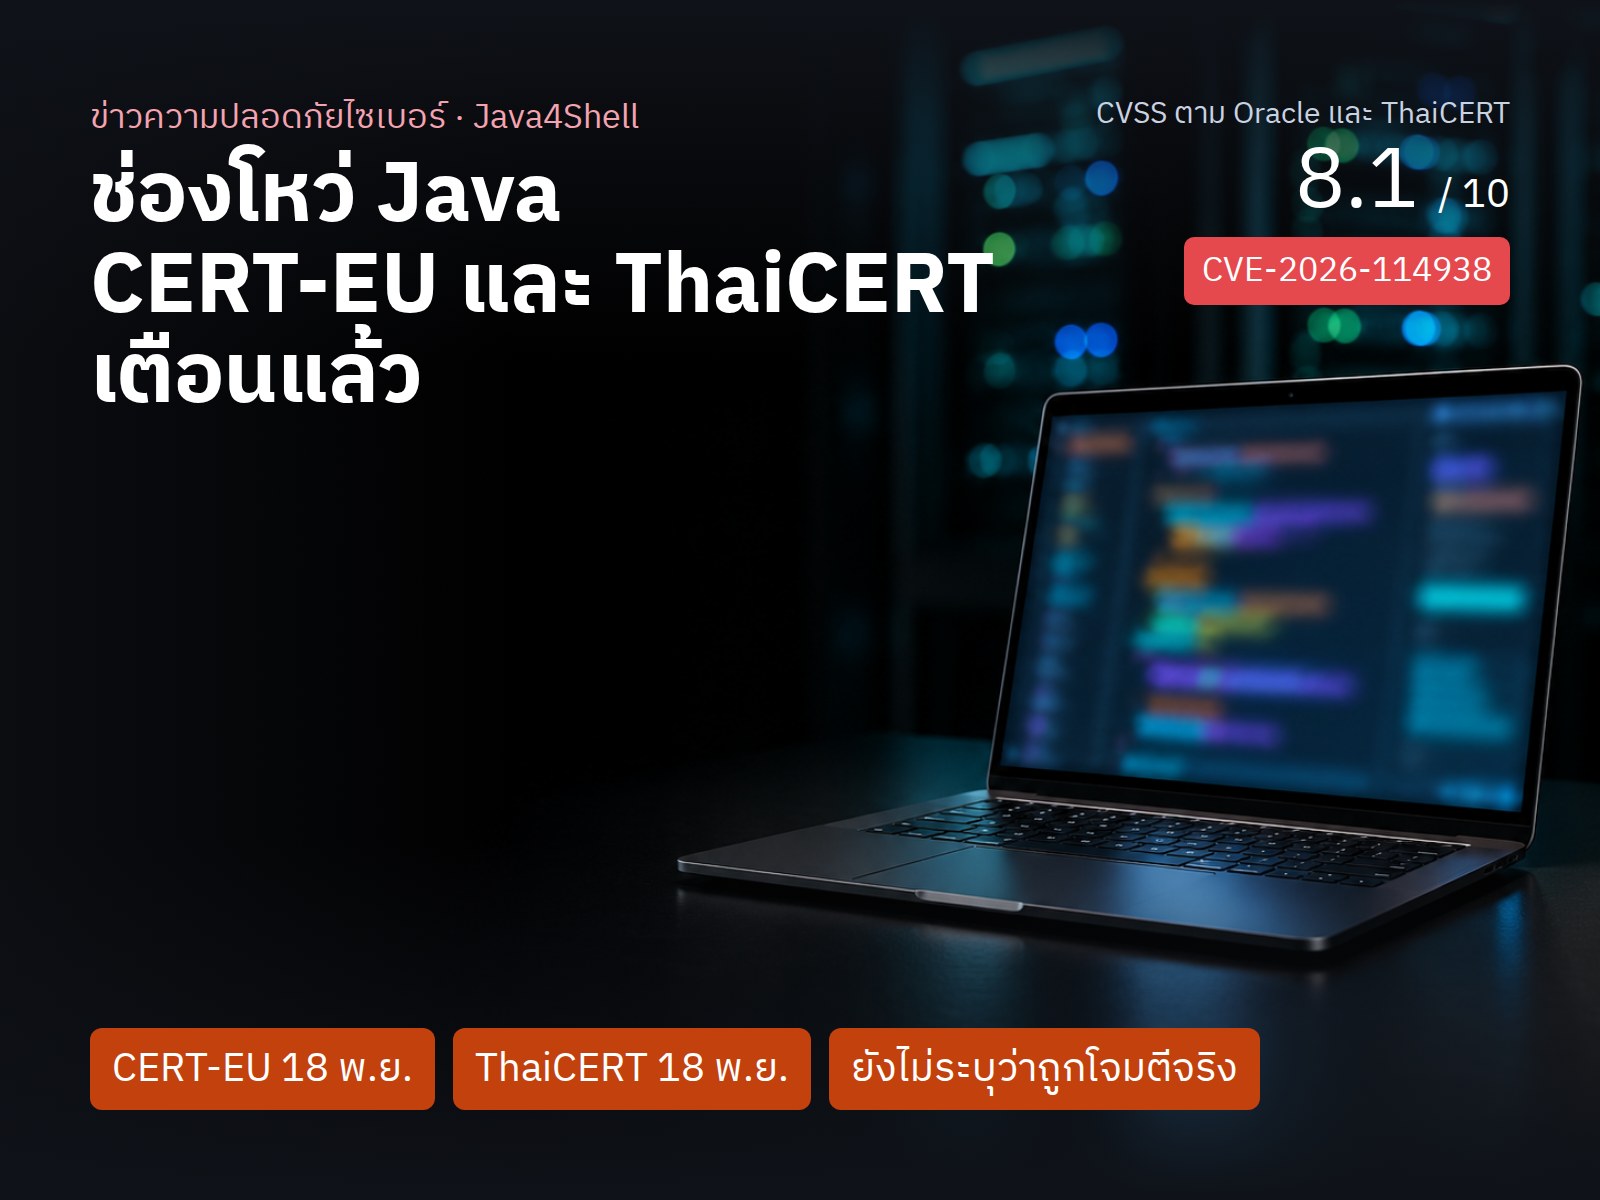 ข่าวความปลอดภัยไซเบอร์ · Java4Shell
ช่องโหว่ Java
CERT-EU และ ThaiCERT
เตือนแล้ว
CVSS ตาม Oracle และ ThaiCERT
8.1 / 10
CVE-2026-114938
CERT-EU 18 พ.ย.
ThaiCERT 18 พ.ย.
ยังไม่ระบุว่าถูกโจมตีจริง